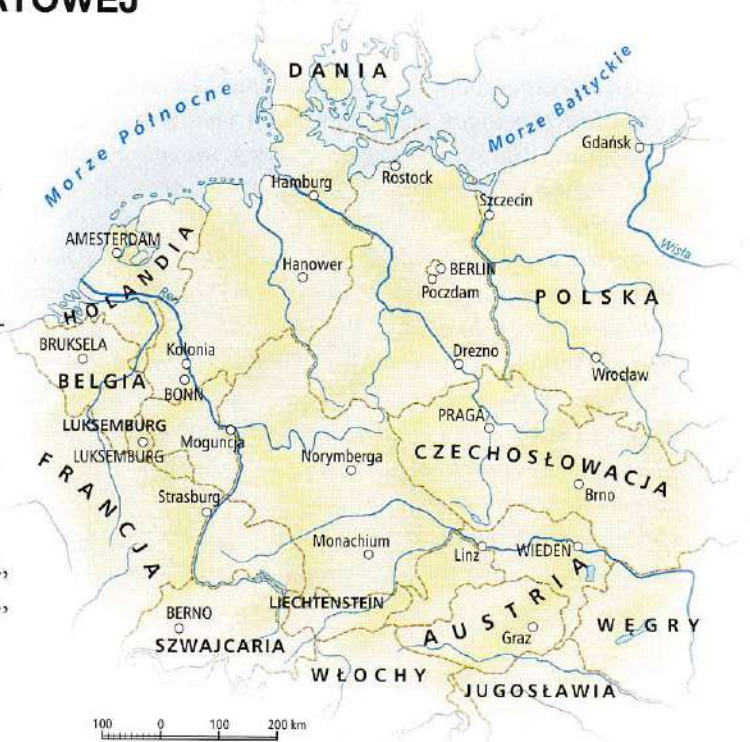 ATOWEJ
DANIA
Morze Północne
Morze Bałtyckie
Gdańsk
Hamburg
Rostock
Szczecin
AMESTERDAM
Wisła
HOLANDIA
Hanower
BERLIN
Poczdam
Ren
POLSKA
BRUKSELA
Kolonia
Drezno
Wrocław
BELGIA
BONN
LUKSEMBURG
PRAGA
Moguncja
LUKSEMBURG
Norymberga
CZECHOSŁOWACJA
FRANCJA
Strasburg
Brno
Monachium
Linz
WIEDEŃ
LIECHTENSTEIN
AUSTRIA
BERNO
SZWAJCARIA
Graz
WĘGRY
WŁOCHY
JUGOSŁAWIA
100 0 100 200 km